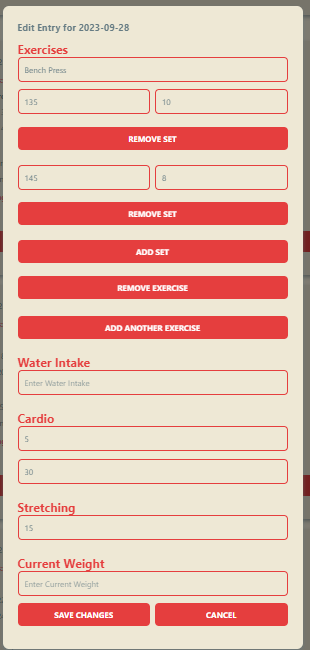 Edit Entry for 2023-09-28
Exercises
Bench Press
135 10
REMOVE SET
145 8
REMOVE SET
ADD SET
REMOVE EXERCISE
ADD ANOTHER EXERCISE
Water Intake
Enter Water Intake
Cardio
5
30
Stretching
15
Current Weight
Enter Current Weight
SAVE CHANGES CANCEL